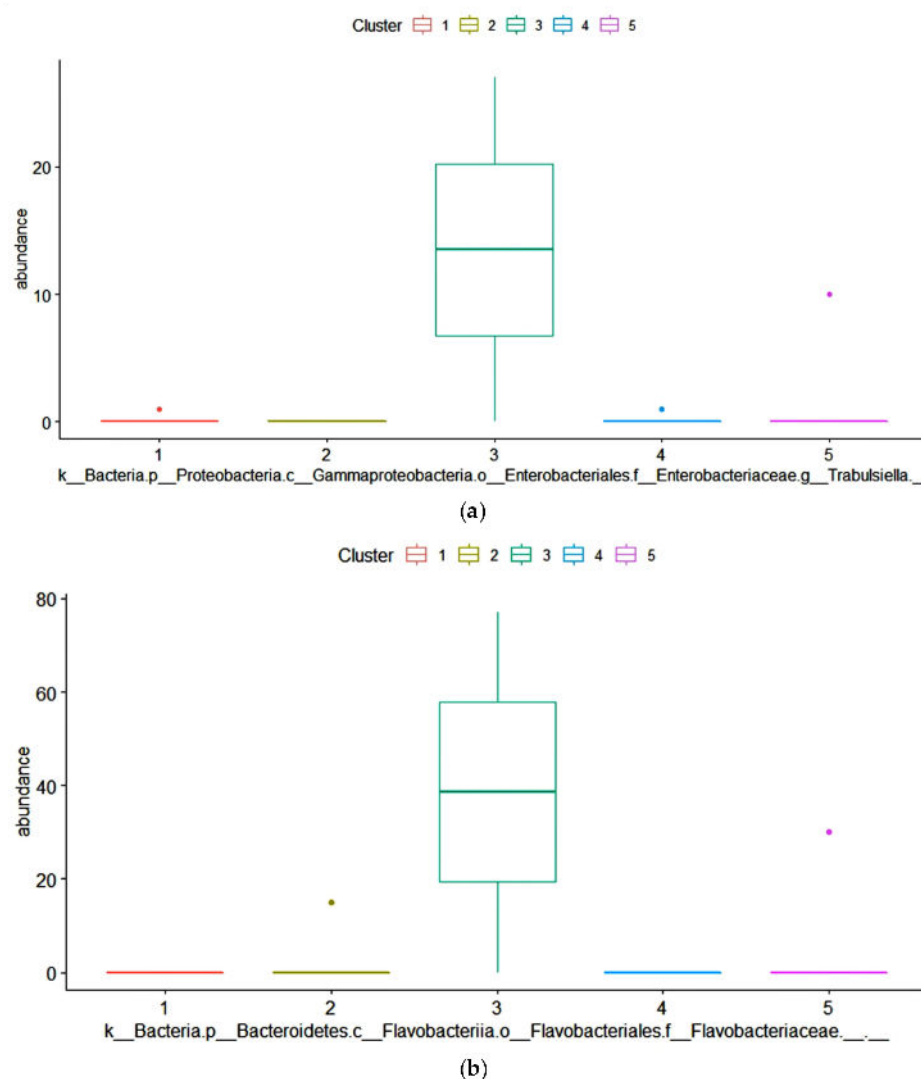 Cluster 1 2 3 4 5
20
abundance
10
0
1 2 3 4 5
k__Bacteria.p__Proteobacteria.c__Gammaproteobacteria.o__Enterobacteriales.f__Enterobacteriaceae.g__Trabulsiella.__
(a)
Cluster 1 2 3 4 5
80
60
abundance
40
20
0
1 2 3 4 5
k__Bacteria.p__Bacteroidetes.c__Flavobacteriia.o__Flavobacteriales.f__Flavobacteriaceae.__.__
(b)